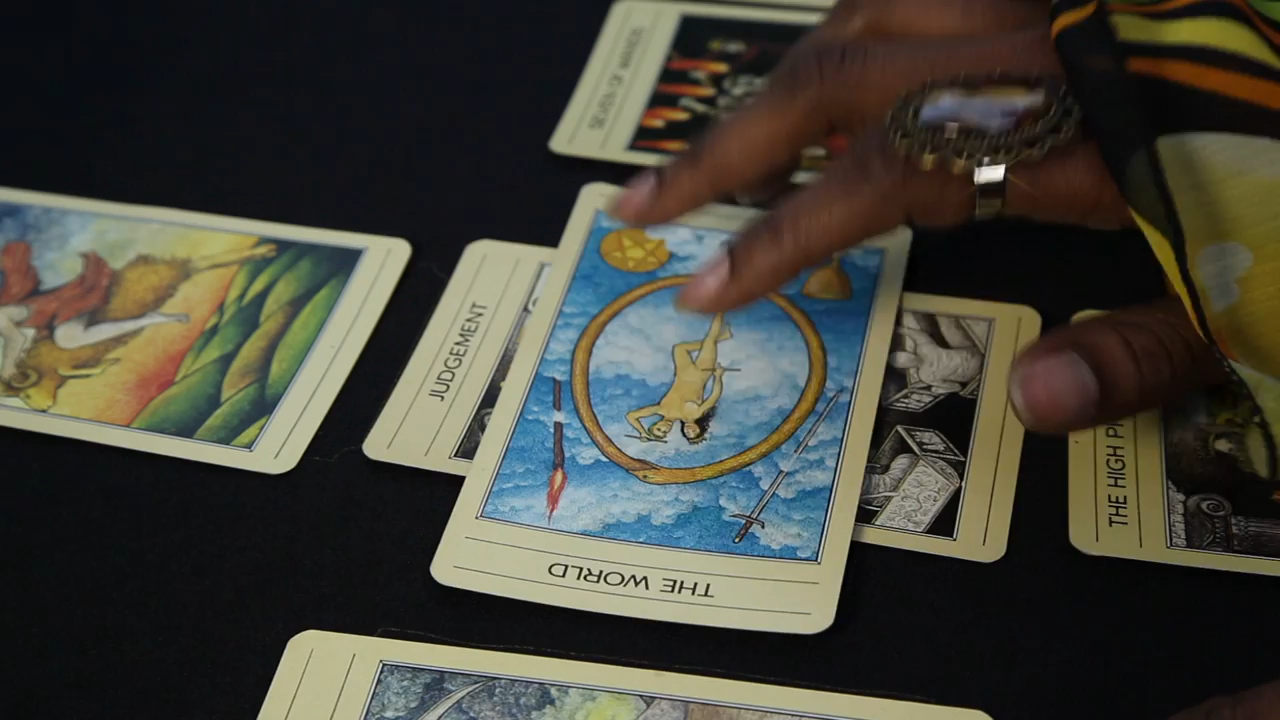 SEVEN OF WANDS
JUDGEMENT
THE WORLD
THE HIGH P